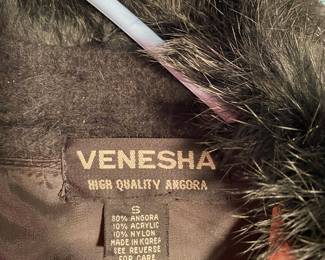 VENESHA
HIGH QUALITY ANGORA
S
80% ANGORA
10% ACRYLIC
10% NYLON
MADE IN KOREA
SEE REVERSE
FOR CARE